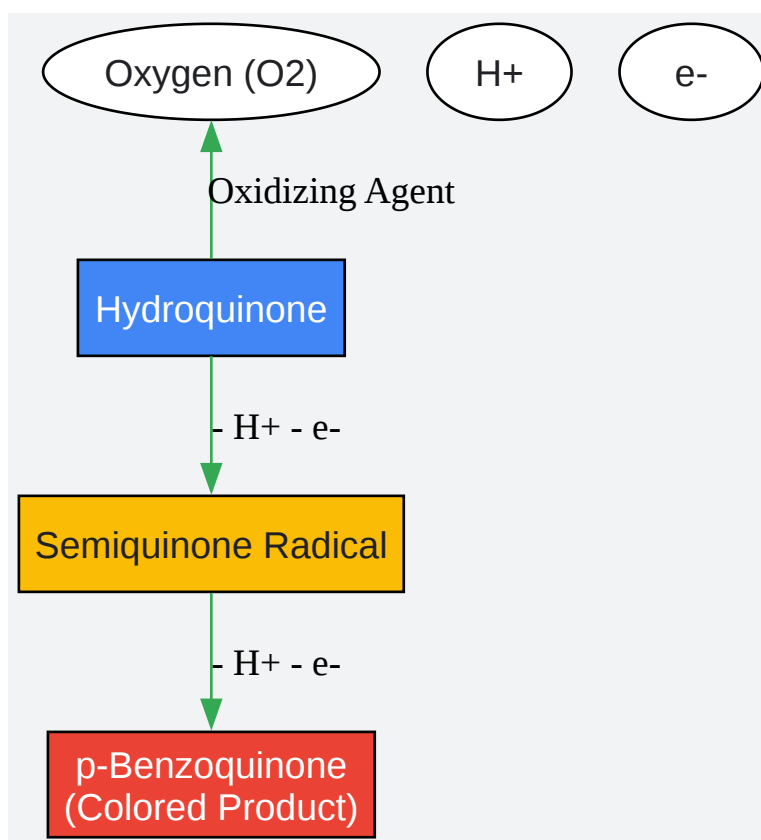 Oxygen (O2)
H+
e-
Oxidizing Agent
Hydroquinone
- H+ - e-
Semiquinone Radical
- H+ - e-
p-Benzoquinone
(Colored Product)